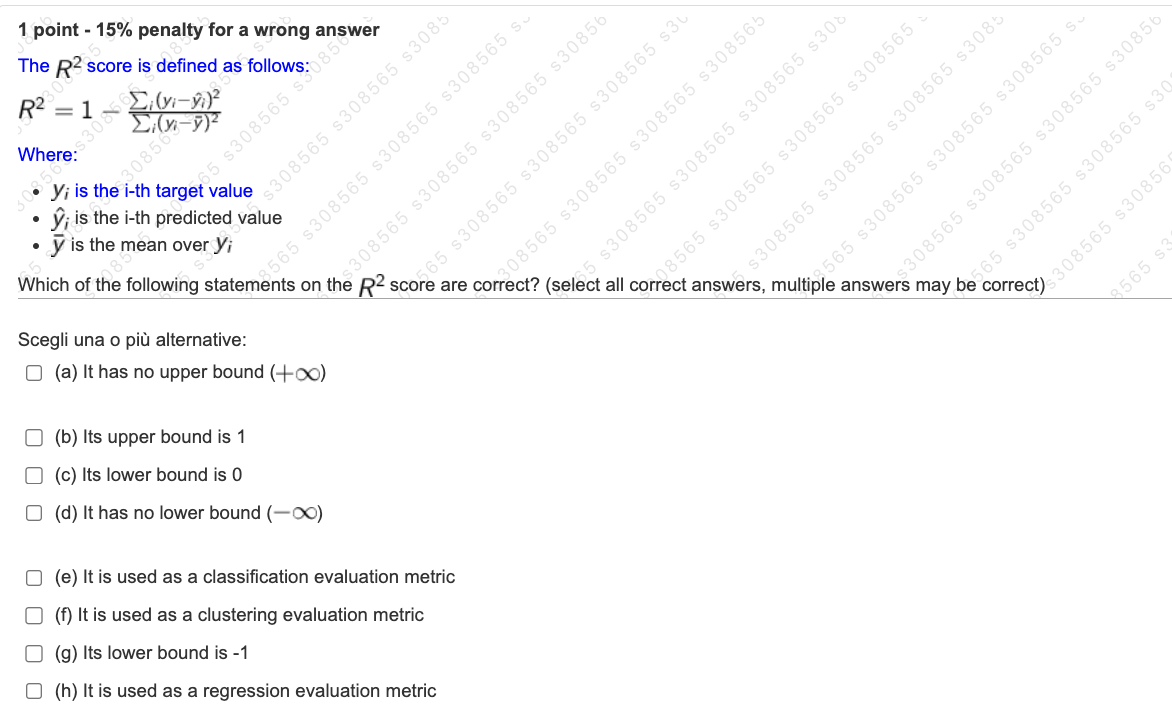 1 point - 15% penalty for a wrong answer
The R² score is defined as follows:
R² = 1 − ∑ᵢ(yᵢ−ŷᵢ)² / ∑ᵢ(yᵢ−ȳ)²
Where:
• yᵢ is the i-th target value
• ŷᵢ is the i-th predicted value
• ȳ is the mean over yᵢ
Which of the following statements on the R² score are correct? (select all correct answers, multiple answers may be correct)
Scegli una o più alternative:
(a) It has no upper bound (+∞)
(b) Its upper bound is 1
(c) Its lower bound is 0
(d) It has no lower bound (−∞)
(e) It is used as a classification evaluation metric
(f) It is used as a clustering evaluation metric
(g) Its lower bound is -1
(h) It is used as a regression evaluation metric
s308565 s308565 s308565 s308565